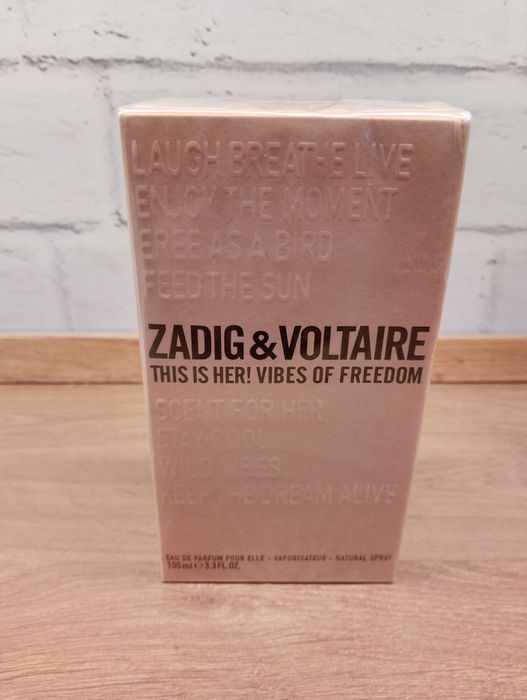 LAUGH BREATHE LIVE
ENJOY THE MOMENT
FREE AS A BIRD
FEED THE SUN
ZADIG & VOLTAIRE
THIS IS HER! VIBES OF FREEDOM
SCENT FOR HER
STAY COOL
WILD VIBES
KEEP THE DREAM ALIVE
EAU DE PARFUM POUR ELLE - VAPORISATEUR - NATURAL SPRAY
100 ml ℮ 3.3 FL.OZ.